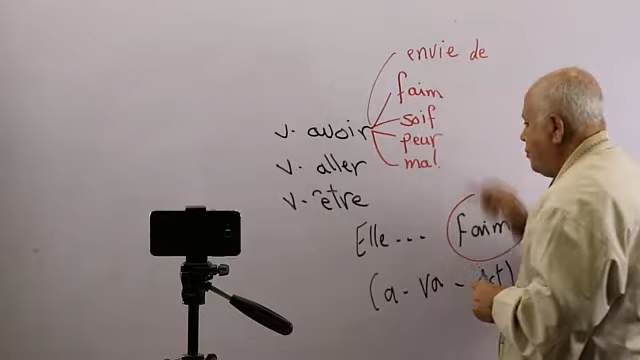 envie de
faim
v. avoir soif
peur
mal
v. aller
v. être
Elle --- faim
(a - va -